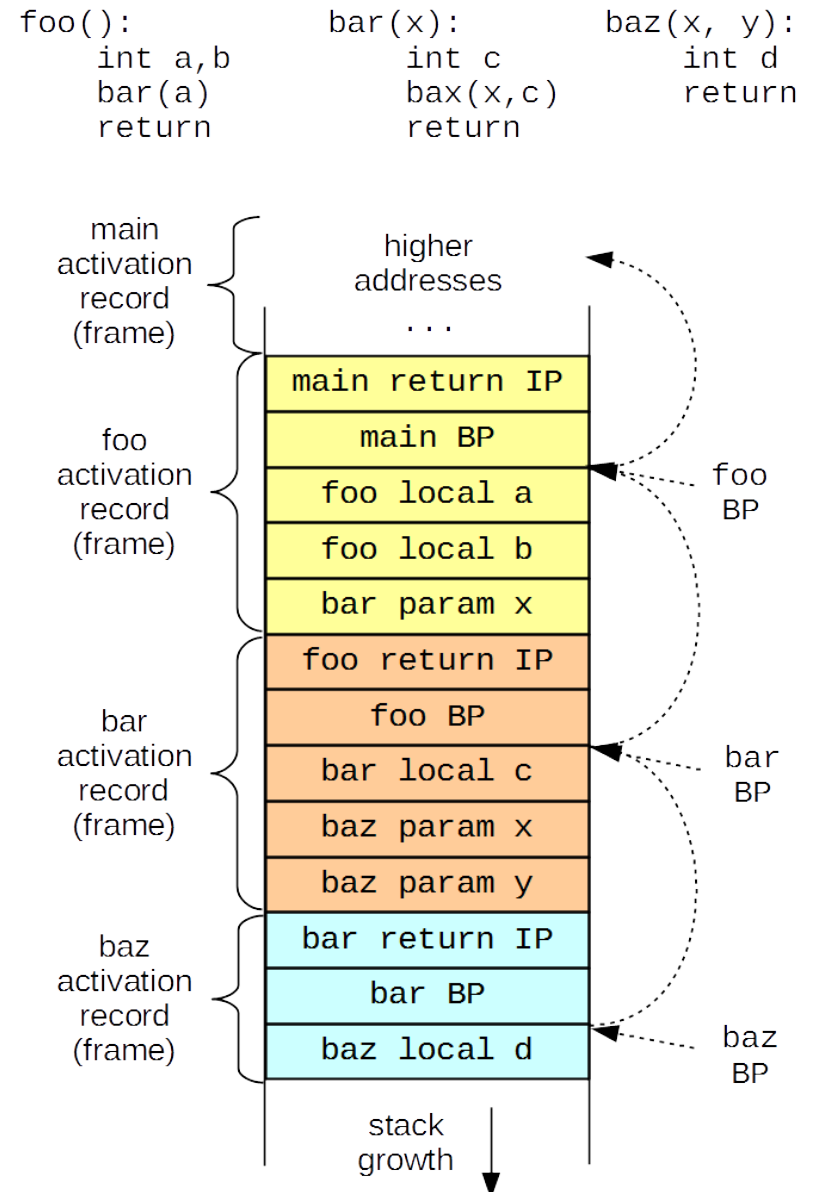 foo():
    int a,b
    bar(a)
    return
bar(x):
    int c
    bax(x,c)
    return
baz(x, y):
    int d
    return
main
activation
record
(frame)
higher
addresses
...
foo
activation
record
(frame)
main return IP
main BP
foo local a
foo local b
bar param x
foo
BP
bar
activation
record
(frame)
foo return IP
foo BP
bar local c
baz param x
baz param y
bar
BP
baz
activation
record
(frame)
bar return IP
bar BP
baz local d
baz
BP
stack
growth